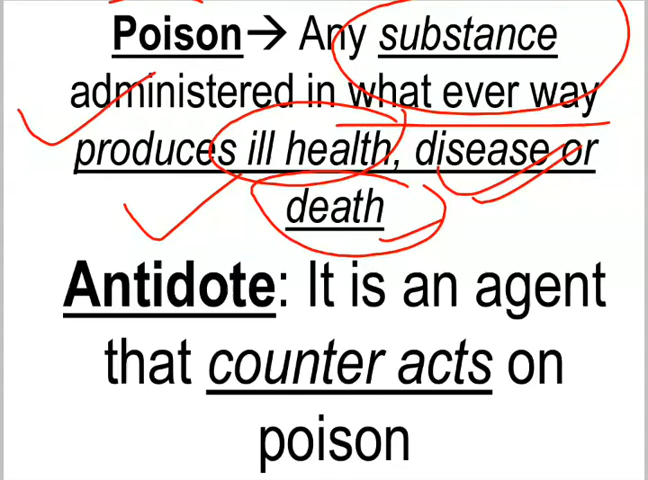 Poison→ Any substance
administered in what ever way
produces ill health, disease or
death
Antidote: It is an agent
that counter acts on
poison